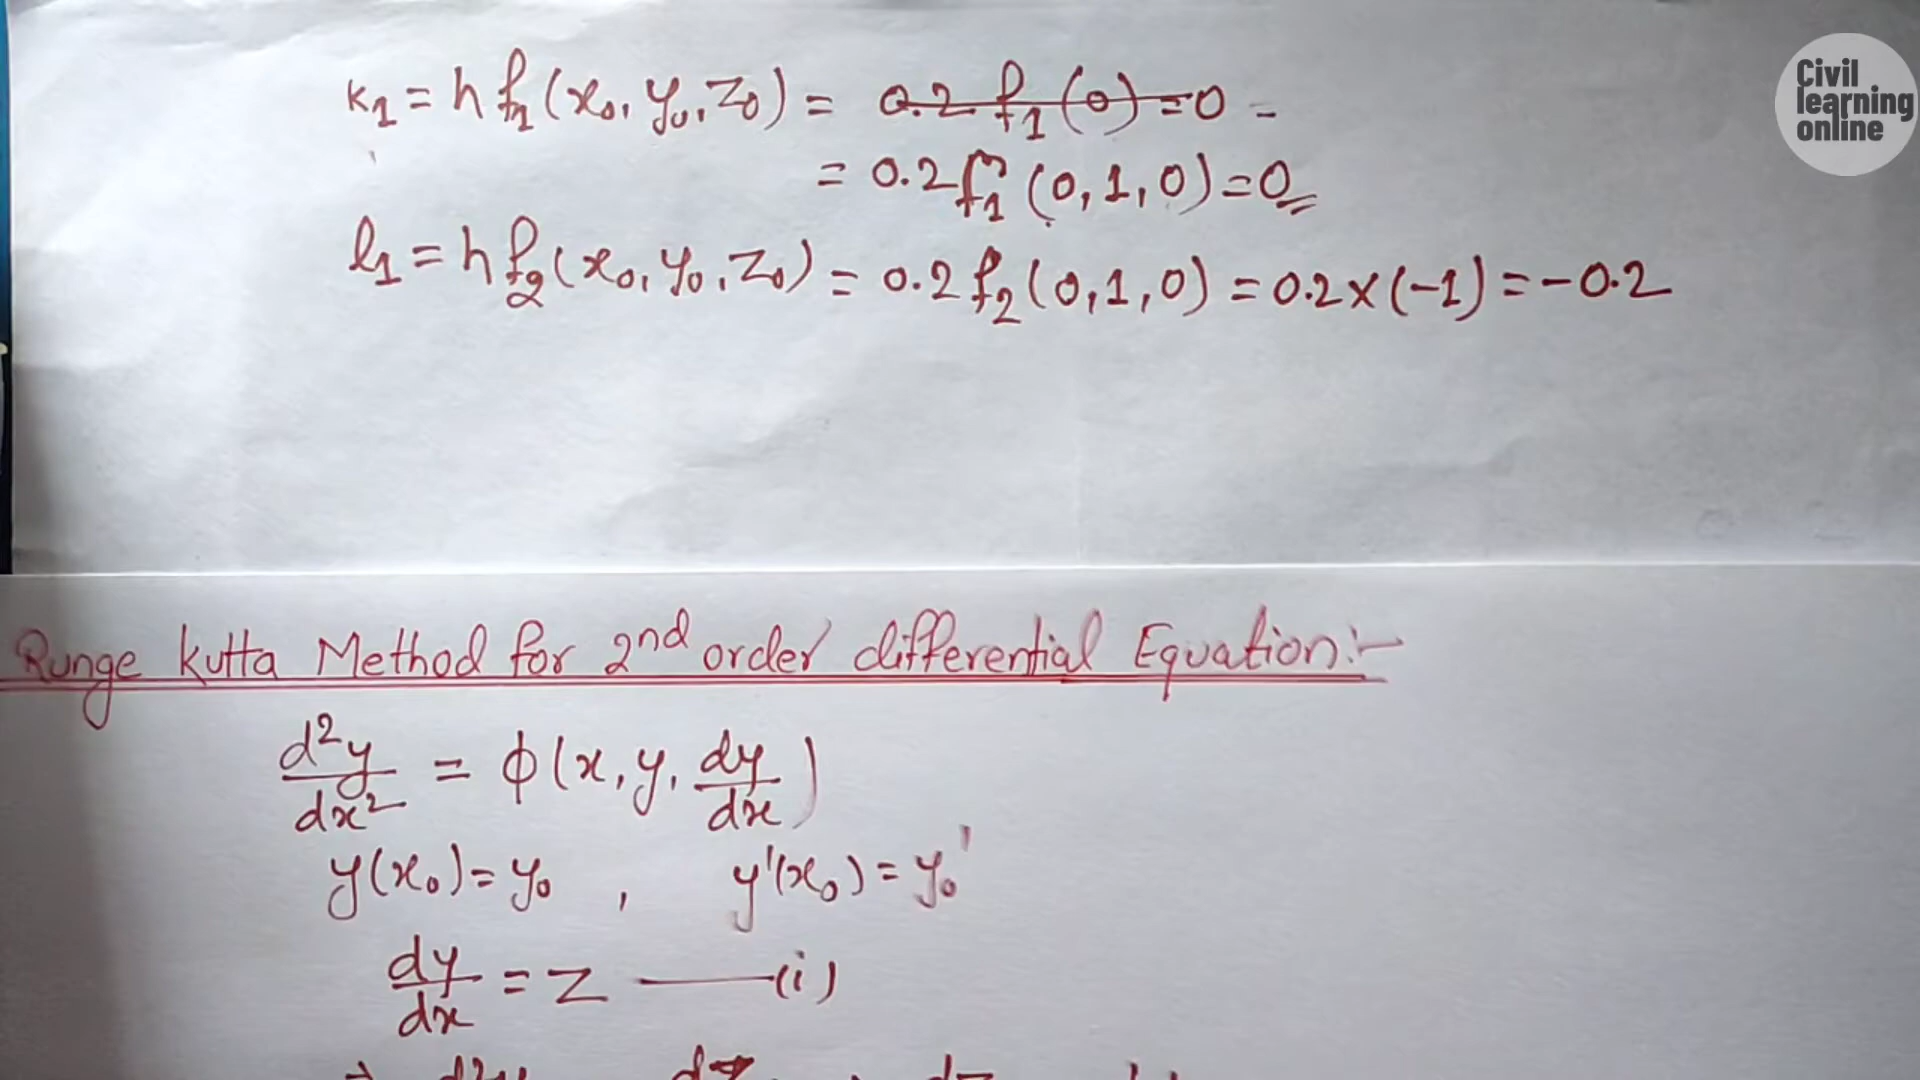 Civil
learning
online
K₁ = h f₁(x₀, y₀, z₀) = 0.2 f₁(0) = 0 -
= 0.2 f₁(0, 1, 0) = 0
l₁ = h f₂(x₀, y₀, z₀) = 0.2 f₂(0, 1, 0) = 0.2 × (-1) = -0.2
Runge kutta Method for 2nd order differential Equation:-
d²y/dx² = ϕ(x, y, dy/dx)
y(x₀) = y₀ , y'(x₀) = y₀'
dy/dx = z —— (i)